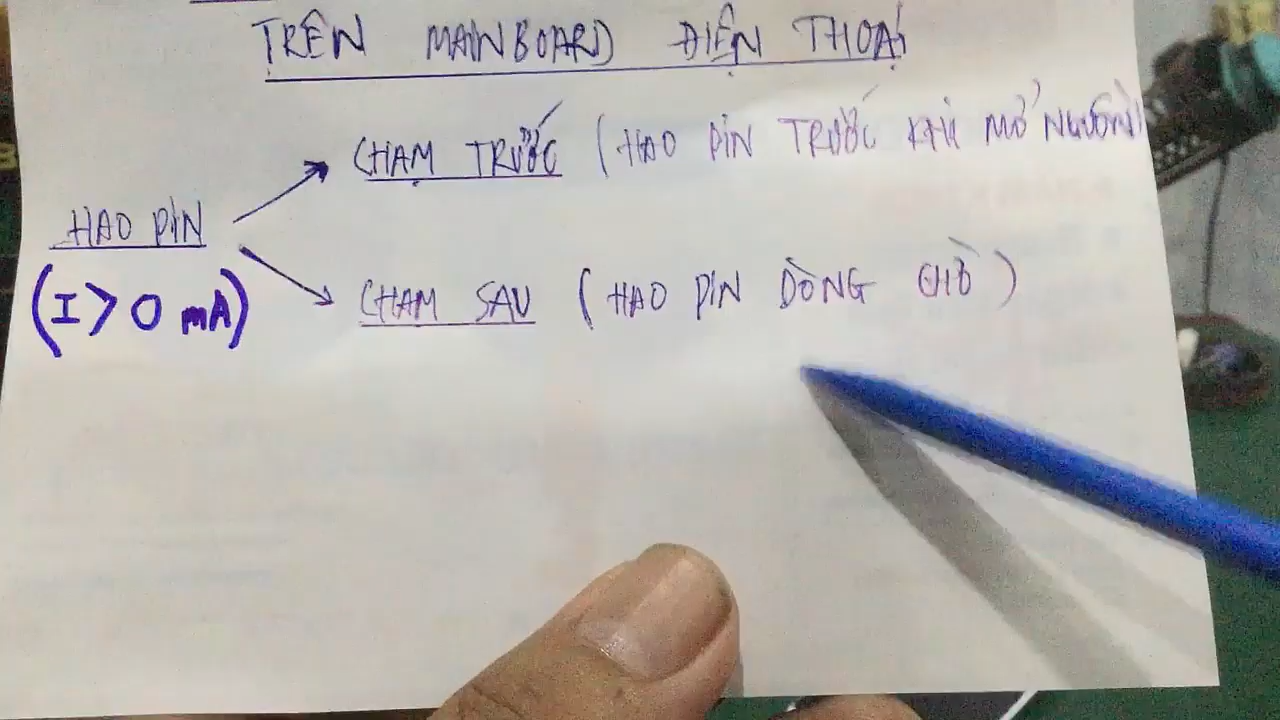 TRÊN MAINBOARD ĐIỆN THOẠI
CHẠM TRƯỚC (HAO PIN TRƯỚC KHI MỞ NGUỒN)
HAO PIN
(I > 0 mA)
CHẠM SAU (HAO PIN DÒNG CHỜ)